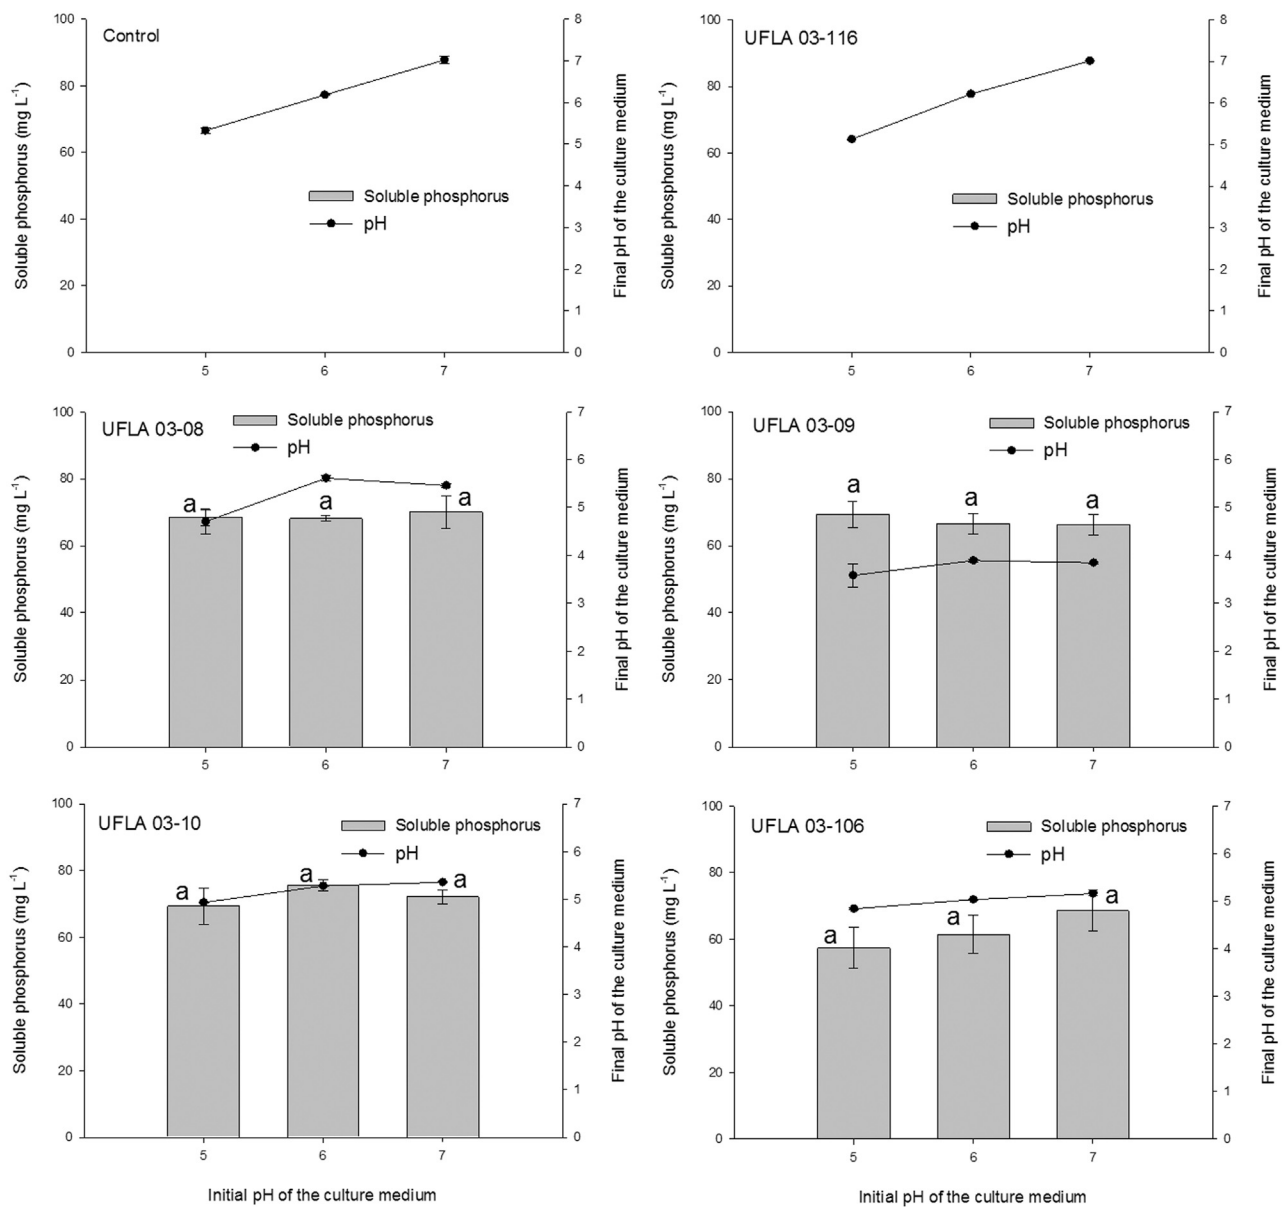 Control
Soluble phosphorus (mg L⁻¹)
100
80
60
40
20
0
5
6
7
8
7
6
5
4
3
2
1
0
Final pH of the culture medium
Soluble phosphorus
pH
UFLA 03-116
Soluble phosphorus (mg L⁻¹)
100
80
60
40
20
0
5
6
7
8
7
6
5
4
3
2
1
0
Final pH of the culture medium
Soluble phosphorus
pH
UFLA 03-08
Soluble phosphorus
pH
Soluble phosphorus (mg L⁻¹)
100
80
60
40
20
0
a
a
a
5
6
7
7
6
5
4
3
2
1
0
Final pH of the culture medium
UFLA 03-09
Soluble phosphorus
pH
Soluble phosphorus (mg L⁻¹)
100
80
60
40
20
0
a
a
a
5
6
7
7
6
5
4
3
2
1
0
Final pH of the culture medium
UFLA 03-10
Soluble phosphorus
pH
Soluble phosphorus (mg L⁻¹)
100
80
60
40
20
0
a
a
a
5
6
7
7
6
5
4
3
2
1
0
Final pH of the culture medium
Initial pH of the culture medium
UFLA 03-106
Soluble phosphorus
pH
Soluble phosphorus (mg L⁻¹)
100
80
60
40
20
0
a
a
a
5
6
7
7
6
5
4
3
2
1
0
Final pH of the culture medium
Initial pH of the culture medium